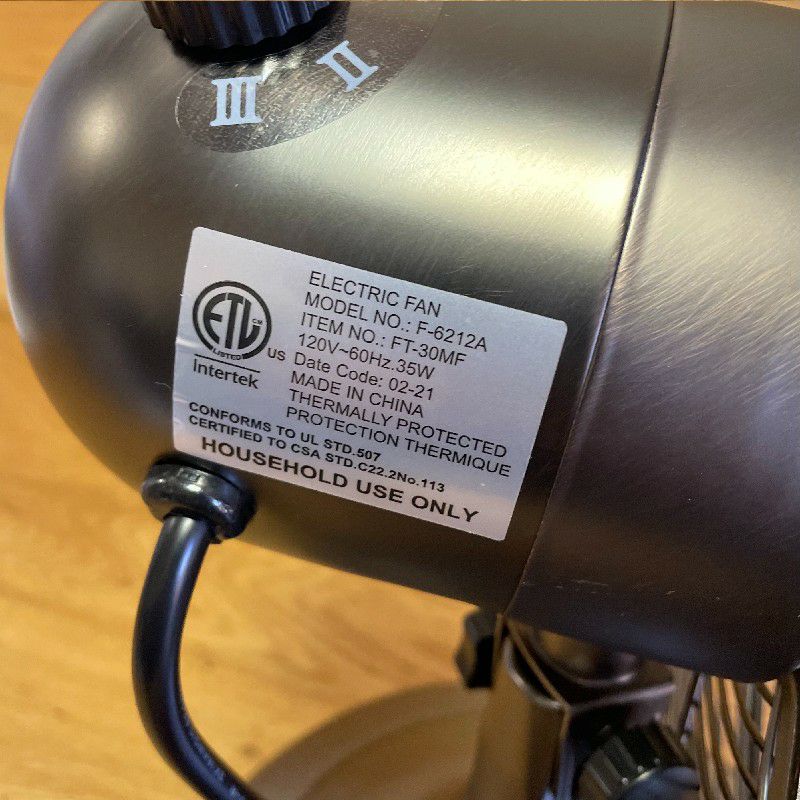 III II
ELECTRIC FAN
MODEL NO.: F-6212A
ITEM NO.: FT-30MF
120V~60Hz.35W
Date Code: 02-21
MADE IN CHINA
THERMALLY PROTECTED
PROTECTION THERMIQUE
ETL CM
LISTED
US
Intertek
CONFORMS TO UL STD.507
CERTIFIED TO CSA STD.C22.2No.113
HOUSEHOLD USE ONLY